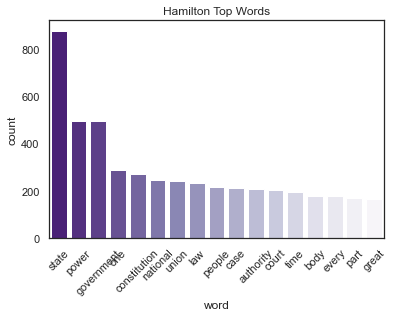 Hamilton Top Words
800
600
400
200
0
count
state
power
government
one
constitution
national
union
law
people
case
authority
court
time
body
every
part
great
word